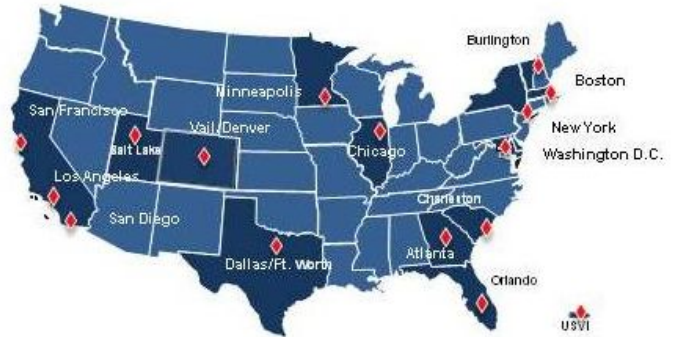 Burlington
Boston
Minneapolis
San Francisco
New York
Vail/Denver
Salt Lake
Chicago
Washington D.C.
Los Angeles
Charleston
San Diego
Atlanta
Dallas/Ft. Worth
Orlando
USVI